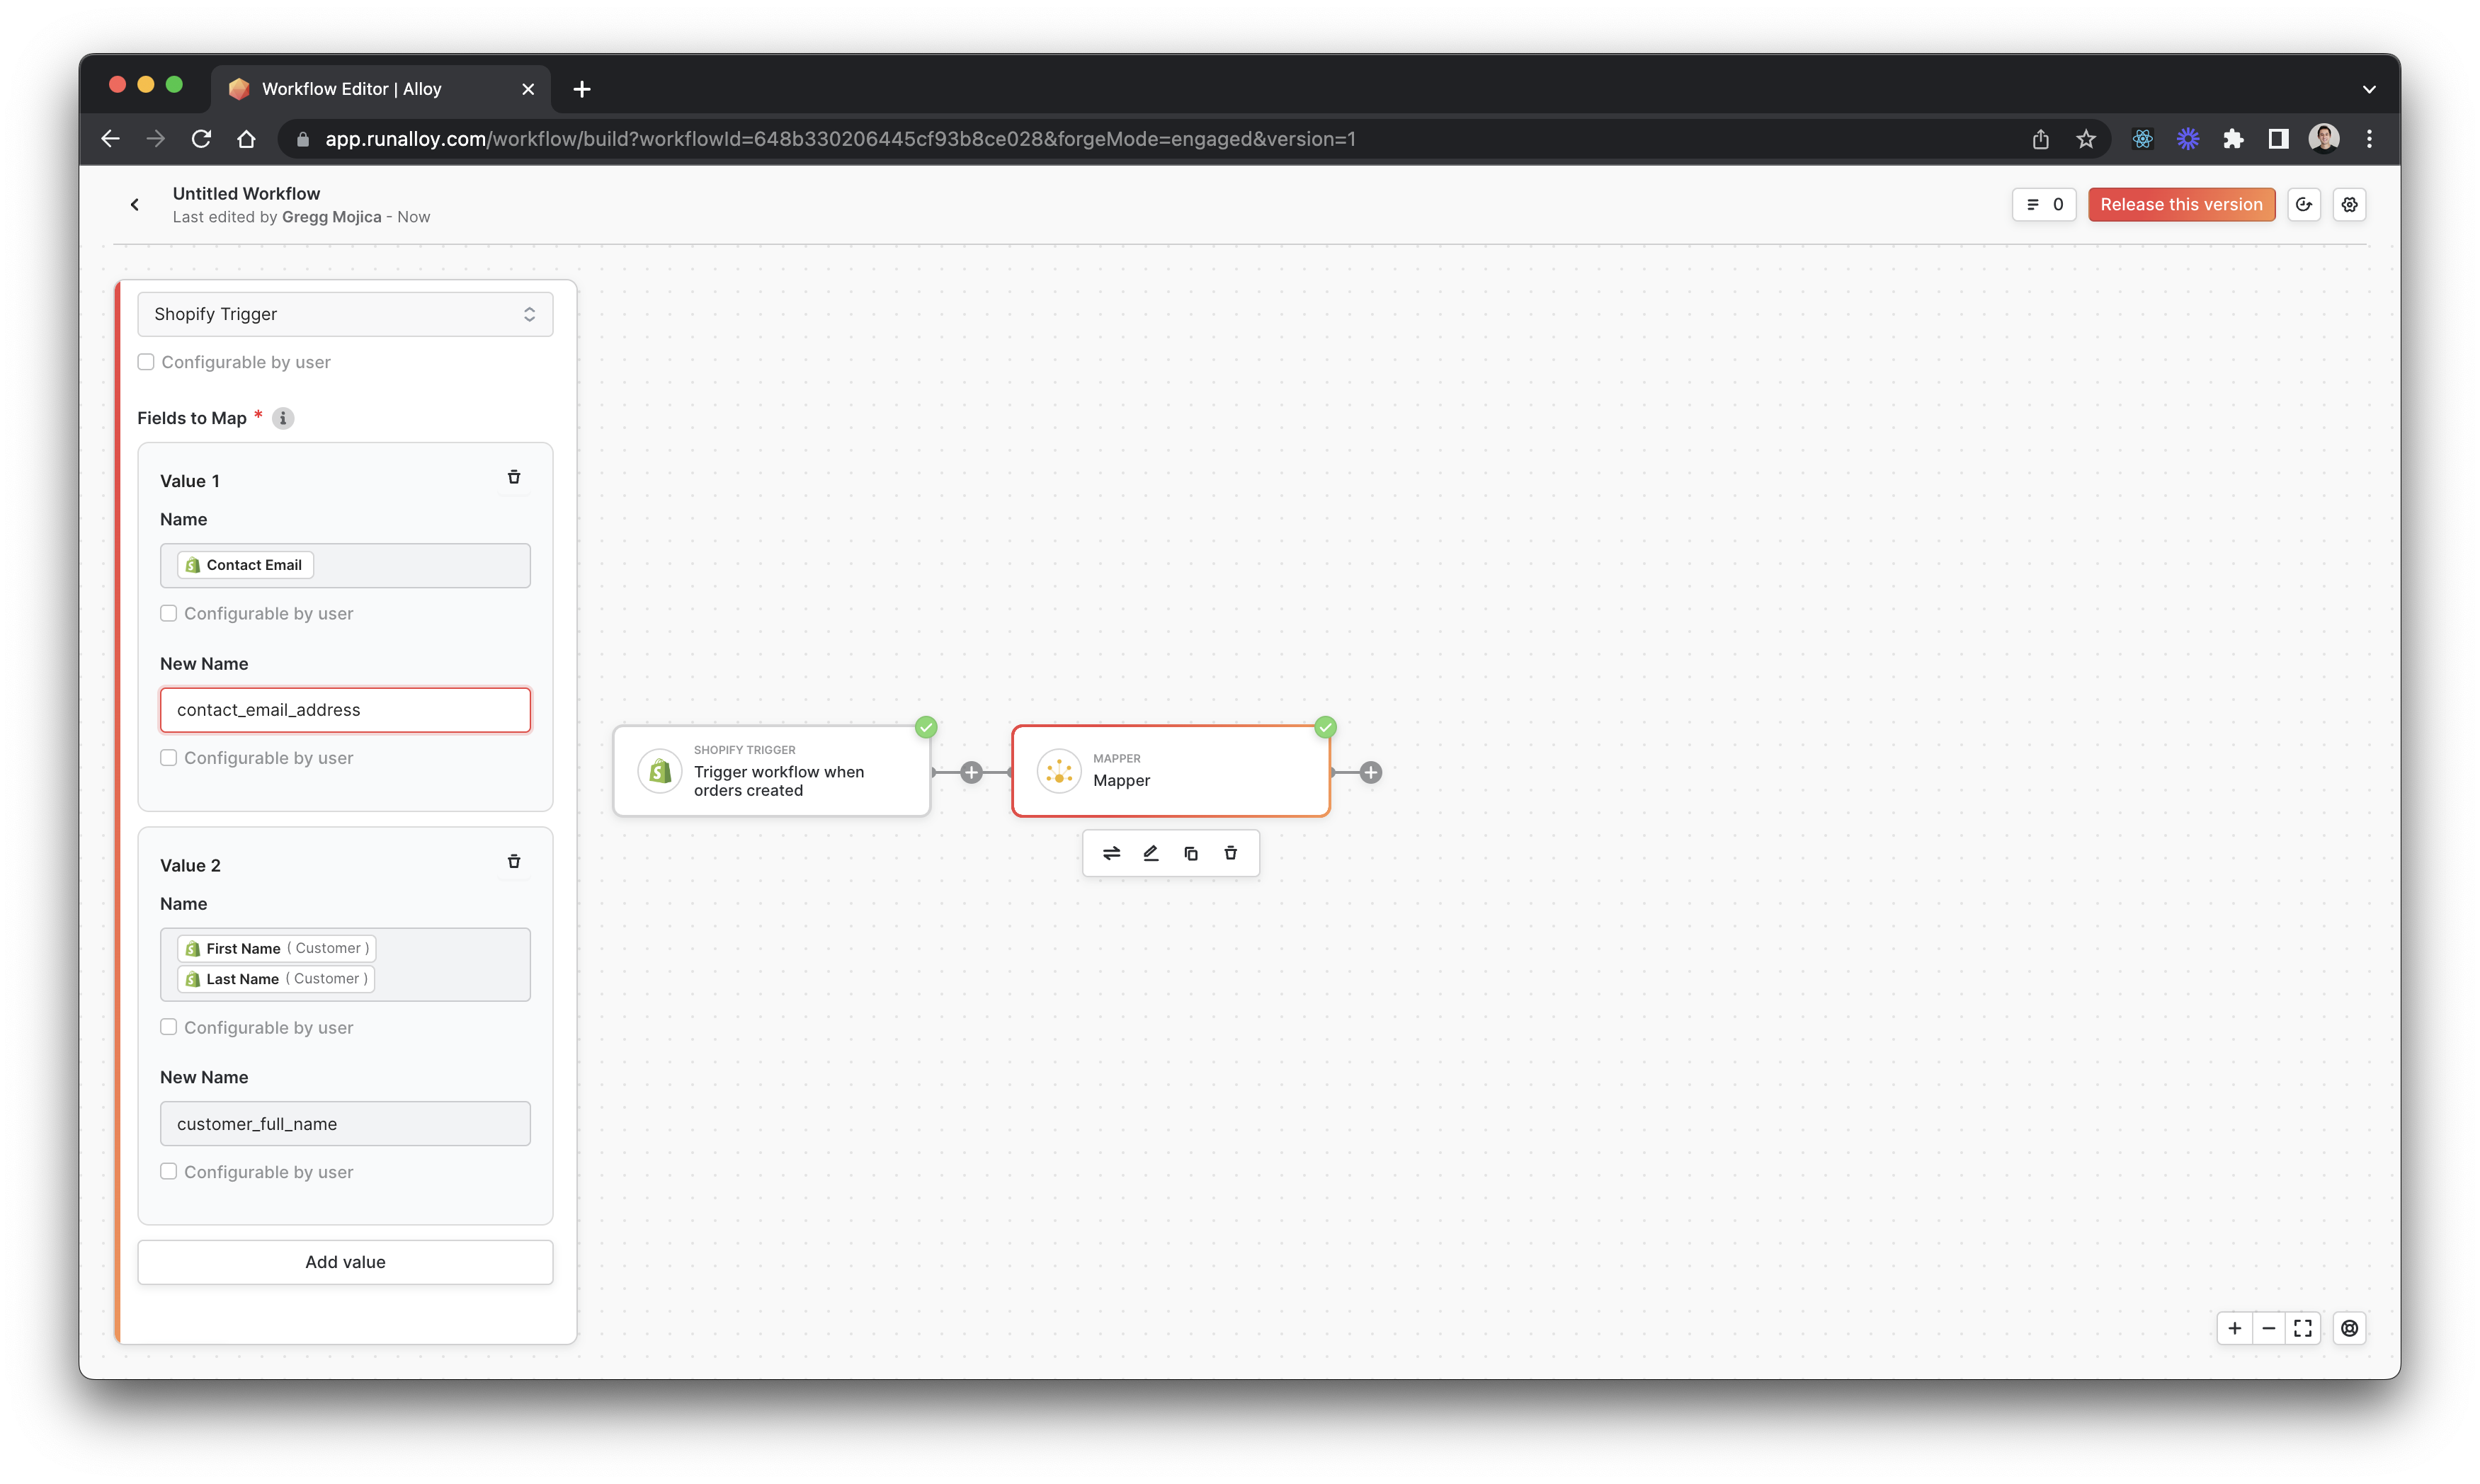 Workflow Editor | Alloy
app.runalloy.com/workflow/build?workflowId=648b330206445cf93b8ce028&forgeMode=engaged&version=1
Untitled Workflow
Last edited by Gregg Mojica - Now
0
Release this version
Shopify Trigger
Configurable by user
Fields to Map *
Value 1
Name
Contact Email
Configurable by user
New Name
contact_email_address
Configurable by user
Value 2
Name
First Name ( Customer )
Last Name ( Customer )
Configurable by user
New Name
customer_full_name
Configurable by user
Add value
SHOPIFY TRIGGER
Trigger workflow when
orders created
MAPPER
Mapper